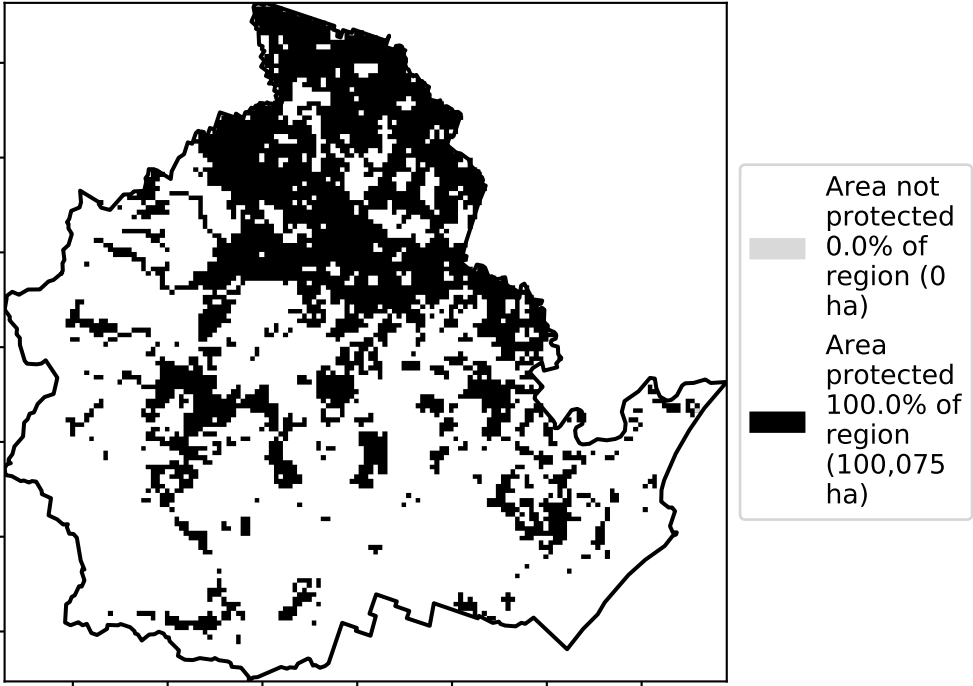 Area not
protected
0.0% of
region (0
ha)
Area
protected
100.0% of
region
(100,075
ha)